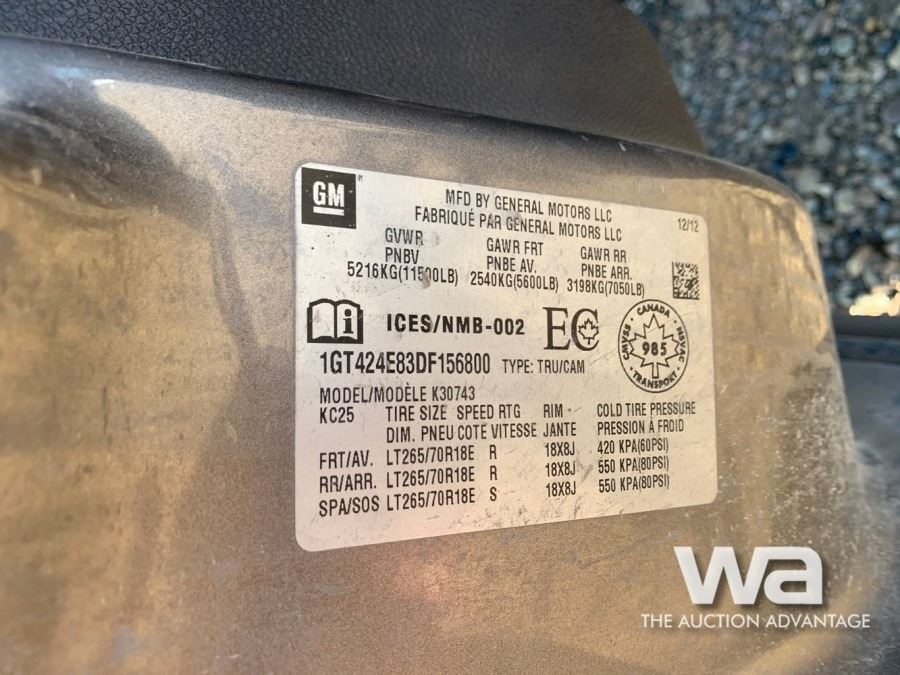 GM
MFD BY GENERAL MOTORS LLC
FABRIQUÉ PAR GENERAL MOTORS LLC
12/12
GVWR GAWR FRT GAWR RR
PNBV PNBE AV. PNBE ARR.
5216KG(11500LB) 2540KG(5600LB) 3198KG(7050LB)
i ICES/NMB-002 EC
CANADA
CMVSS 985 NSVAC
TRANSPORT
1GT424E83DF156800 TYPE: TRU/CAM
MODEL/MODÈLE K30743
KC25 TIRE SIZE SPEED RTG RIM COLD TIRE PRESSURE
DIM. PNEU COTE VITESSE JANTE PRESSION À FROID
FRT/AV. LT265/70R18E R 18X8J 420 KPA(60PSI)
RR/ARR. LT265/70R18E R 18X8J 550 KPA(80PSI)
SPA/SOS LT265/70R18E S 18X8J 550 KPA(80PSI)
wa
THE AUCTION ADVANTAGE